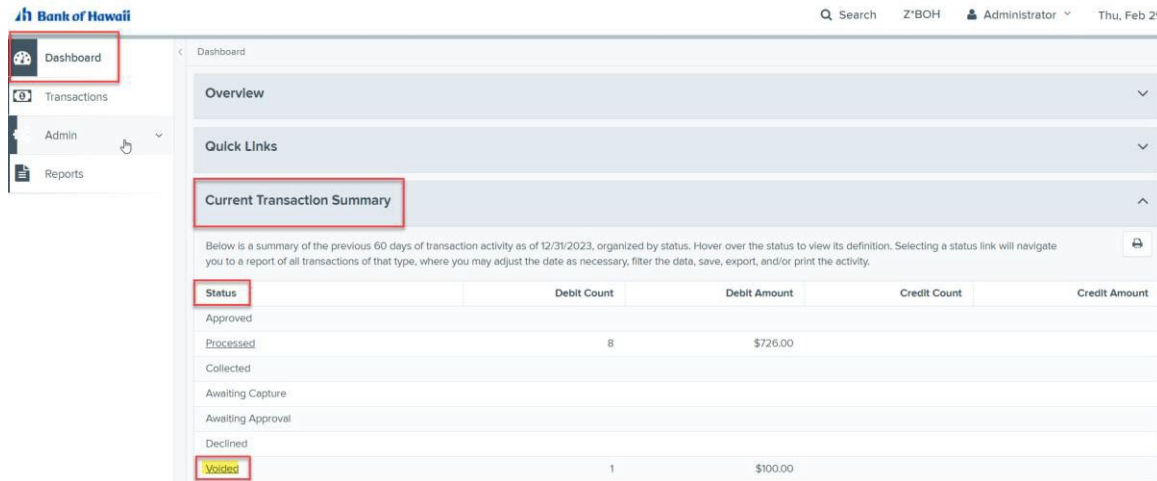 Bank of Hawaii
Search Z*BOH Administrator Thu, Feb 2
Dashboard
Transactions
Admin
Reports
Dashboard
Overview
Quick Links
Current Transaction Summary
Below is a summary of the previous 60 days of transaction activity as of 12/31/2023, organized by status. Hover over the status to view its definition. Selecting a status link will navigate
you to a report of all transactions of that type, where you may adjust the date as necessary, filter the data, save, export, and/or print the activity.
Status Debit Count Debit Amount Credit Count Credit Amount
Approved
Processed 8 $726.00
Collected
Awaiting Capture
Awaiting Approval
Declined
Voided 1 $100.00